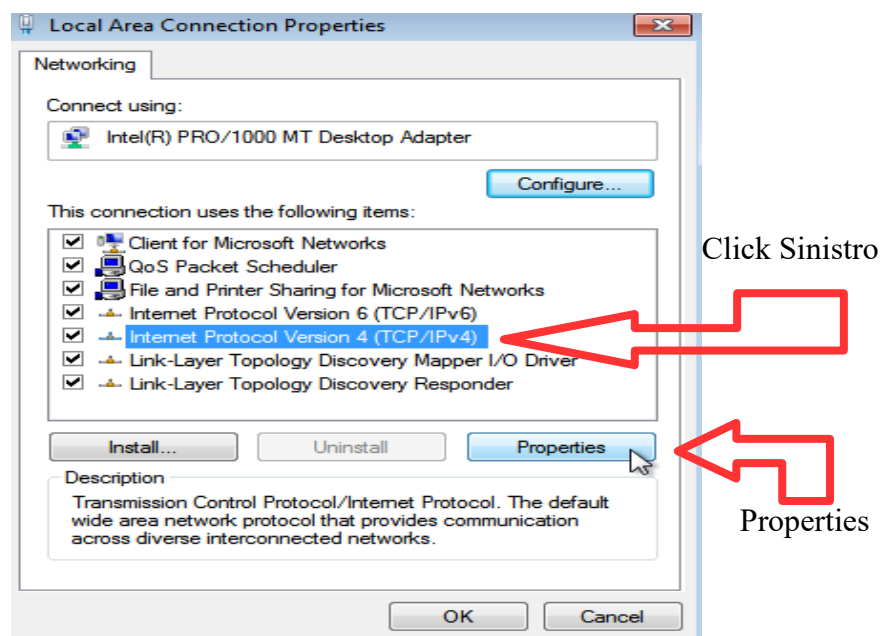 Local Area Connection Properties
Networking
Connect using:
Intel(R) PRO/1000 MT Desktop Adapter
Configure...
This connection uses the following items:
Client for Microsoft Networks
QoS Packet Scheduler
File and Printer Sharing for Microsoft Networks
Internet Protocol Version 6 (TCP/IPv6)
Internet Protocol Version 4 (TCP/IPv4)
Link-Layer Topology Discovery Mapper I/O Driver
Link-Layer Topology Discovery Responder
Click Sinistro
Install...
Uninstall
Properties
Properties
Description
Transmission Control Protocol/Internet Protocol. The default
wide area network protocol that provides communication
across diverse interconnected networks.
OK
Cancel